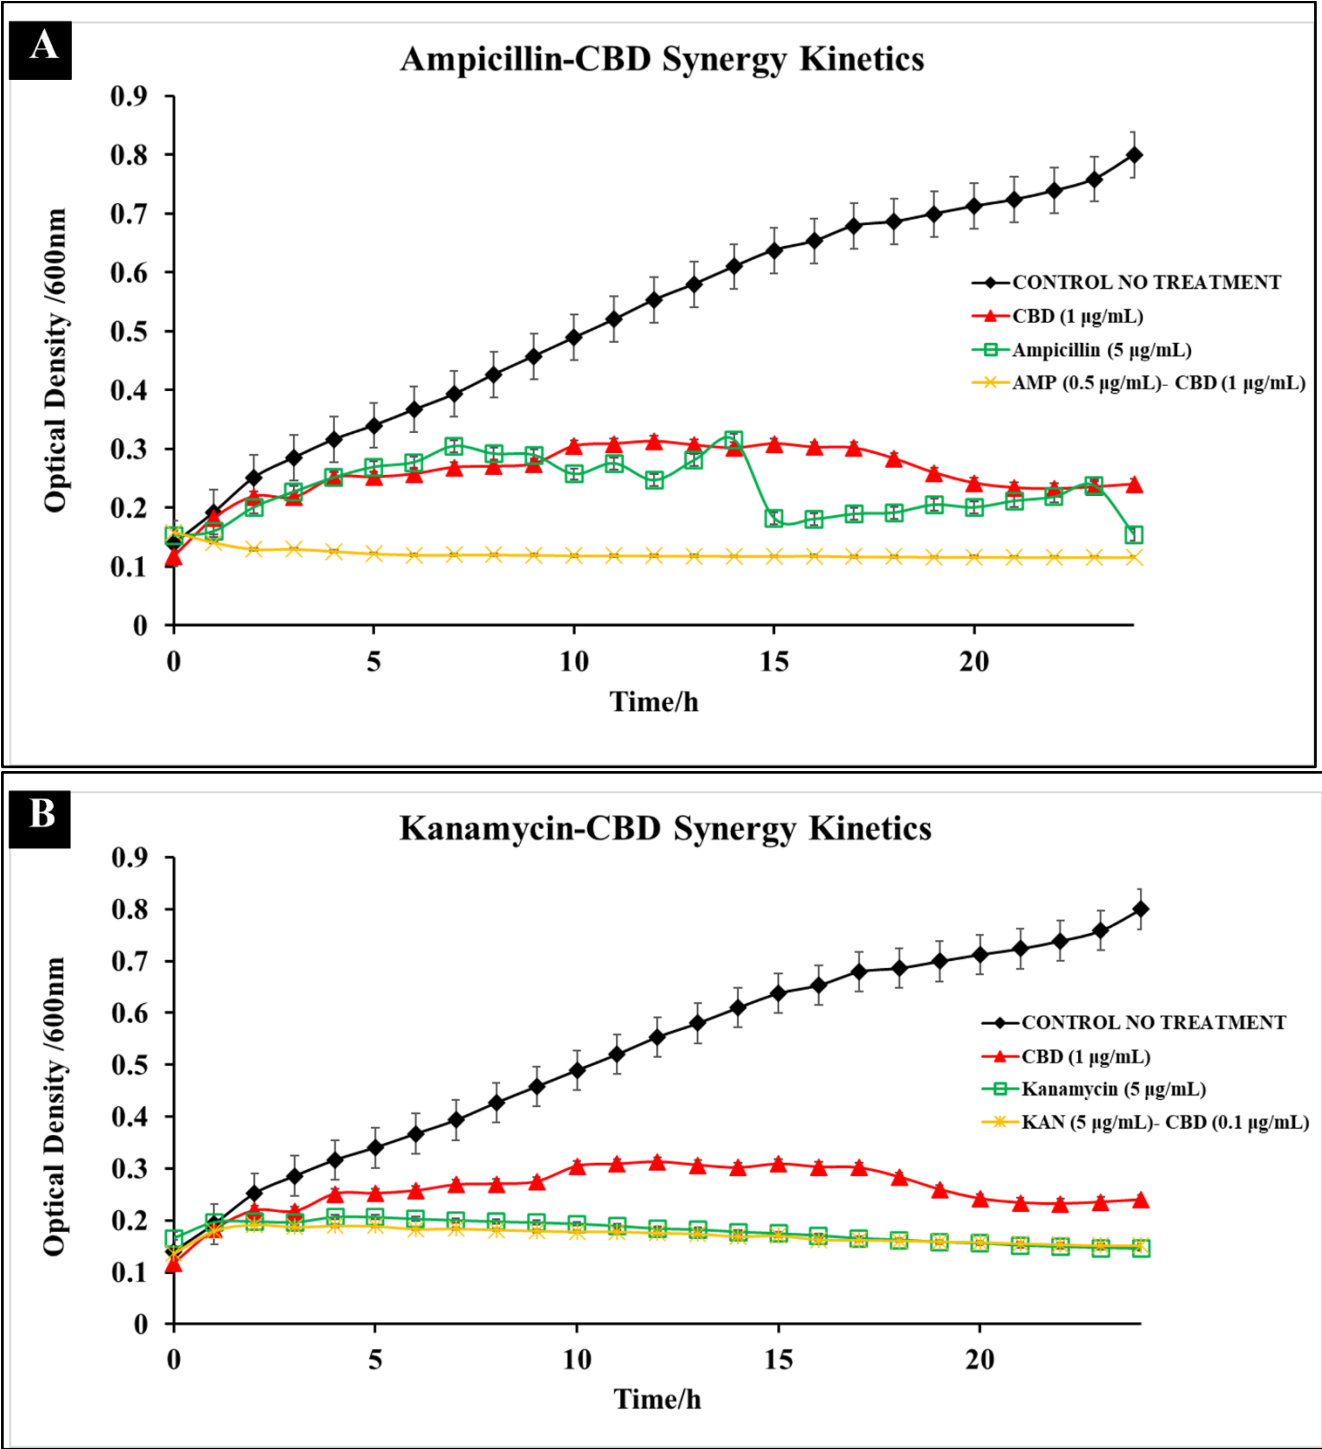 A
Ampicillin-CBD Synergy Kinetics
0.9
0.8
0.7
0.6
0.5
0.4
0.3
0.2
0.1
0
Optical Density /600nm
CONTROL NO TREATMENT
CBD (1 µg/mL)
Ampicillin (5 µg/mL)
AMP (0.5 µg/mL)- CBD (1 µg/mL)
0 5 10 15 20
Time/h
B
Kanamycin-CBD Synergy Kinetics
0.9
0.8
0.7
0.6
0.5
0.4
0.3
0.2
0.1
0
Optical Density /600nm
CONTROL NO TREATMENT
CBD (1 µg/mL)
Kanamycin (5 µg/mL)
KAN (5 µg/mL)- CBD (0.1 µg/mL)
0 5 10 15 20
Time/h